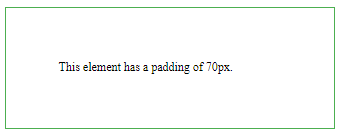 This element has a padding of 70px.